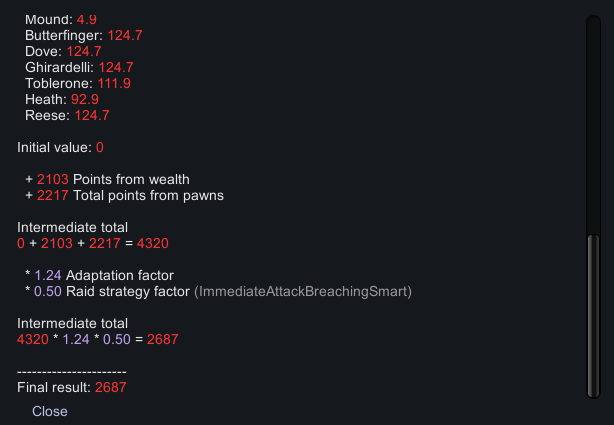 Mound: 4.9
Butterfinger: 124.7
Dove: 124.7
Ghirardelli: 124.7
Toblerone: 111.9
Heath: 92.9
Reese: 124.7
Initial value: 0
+ 2103 Points from wealth
+ 2217 Total points from pawns
Intermediate total
0 + 2103 + 2217 = 4320
* 1.24 Adaptation factor
* 0.50 Raid strategy factor (ImmediateAttackBreachingSmart)
Intermediate total
4320 * 1.24 * 0.50 = 2687
----------------------
Final result: 2687
Close